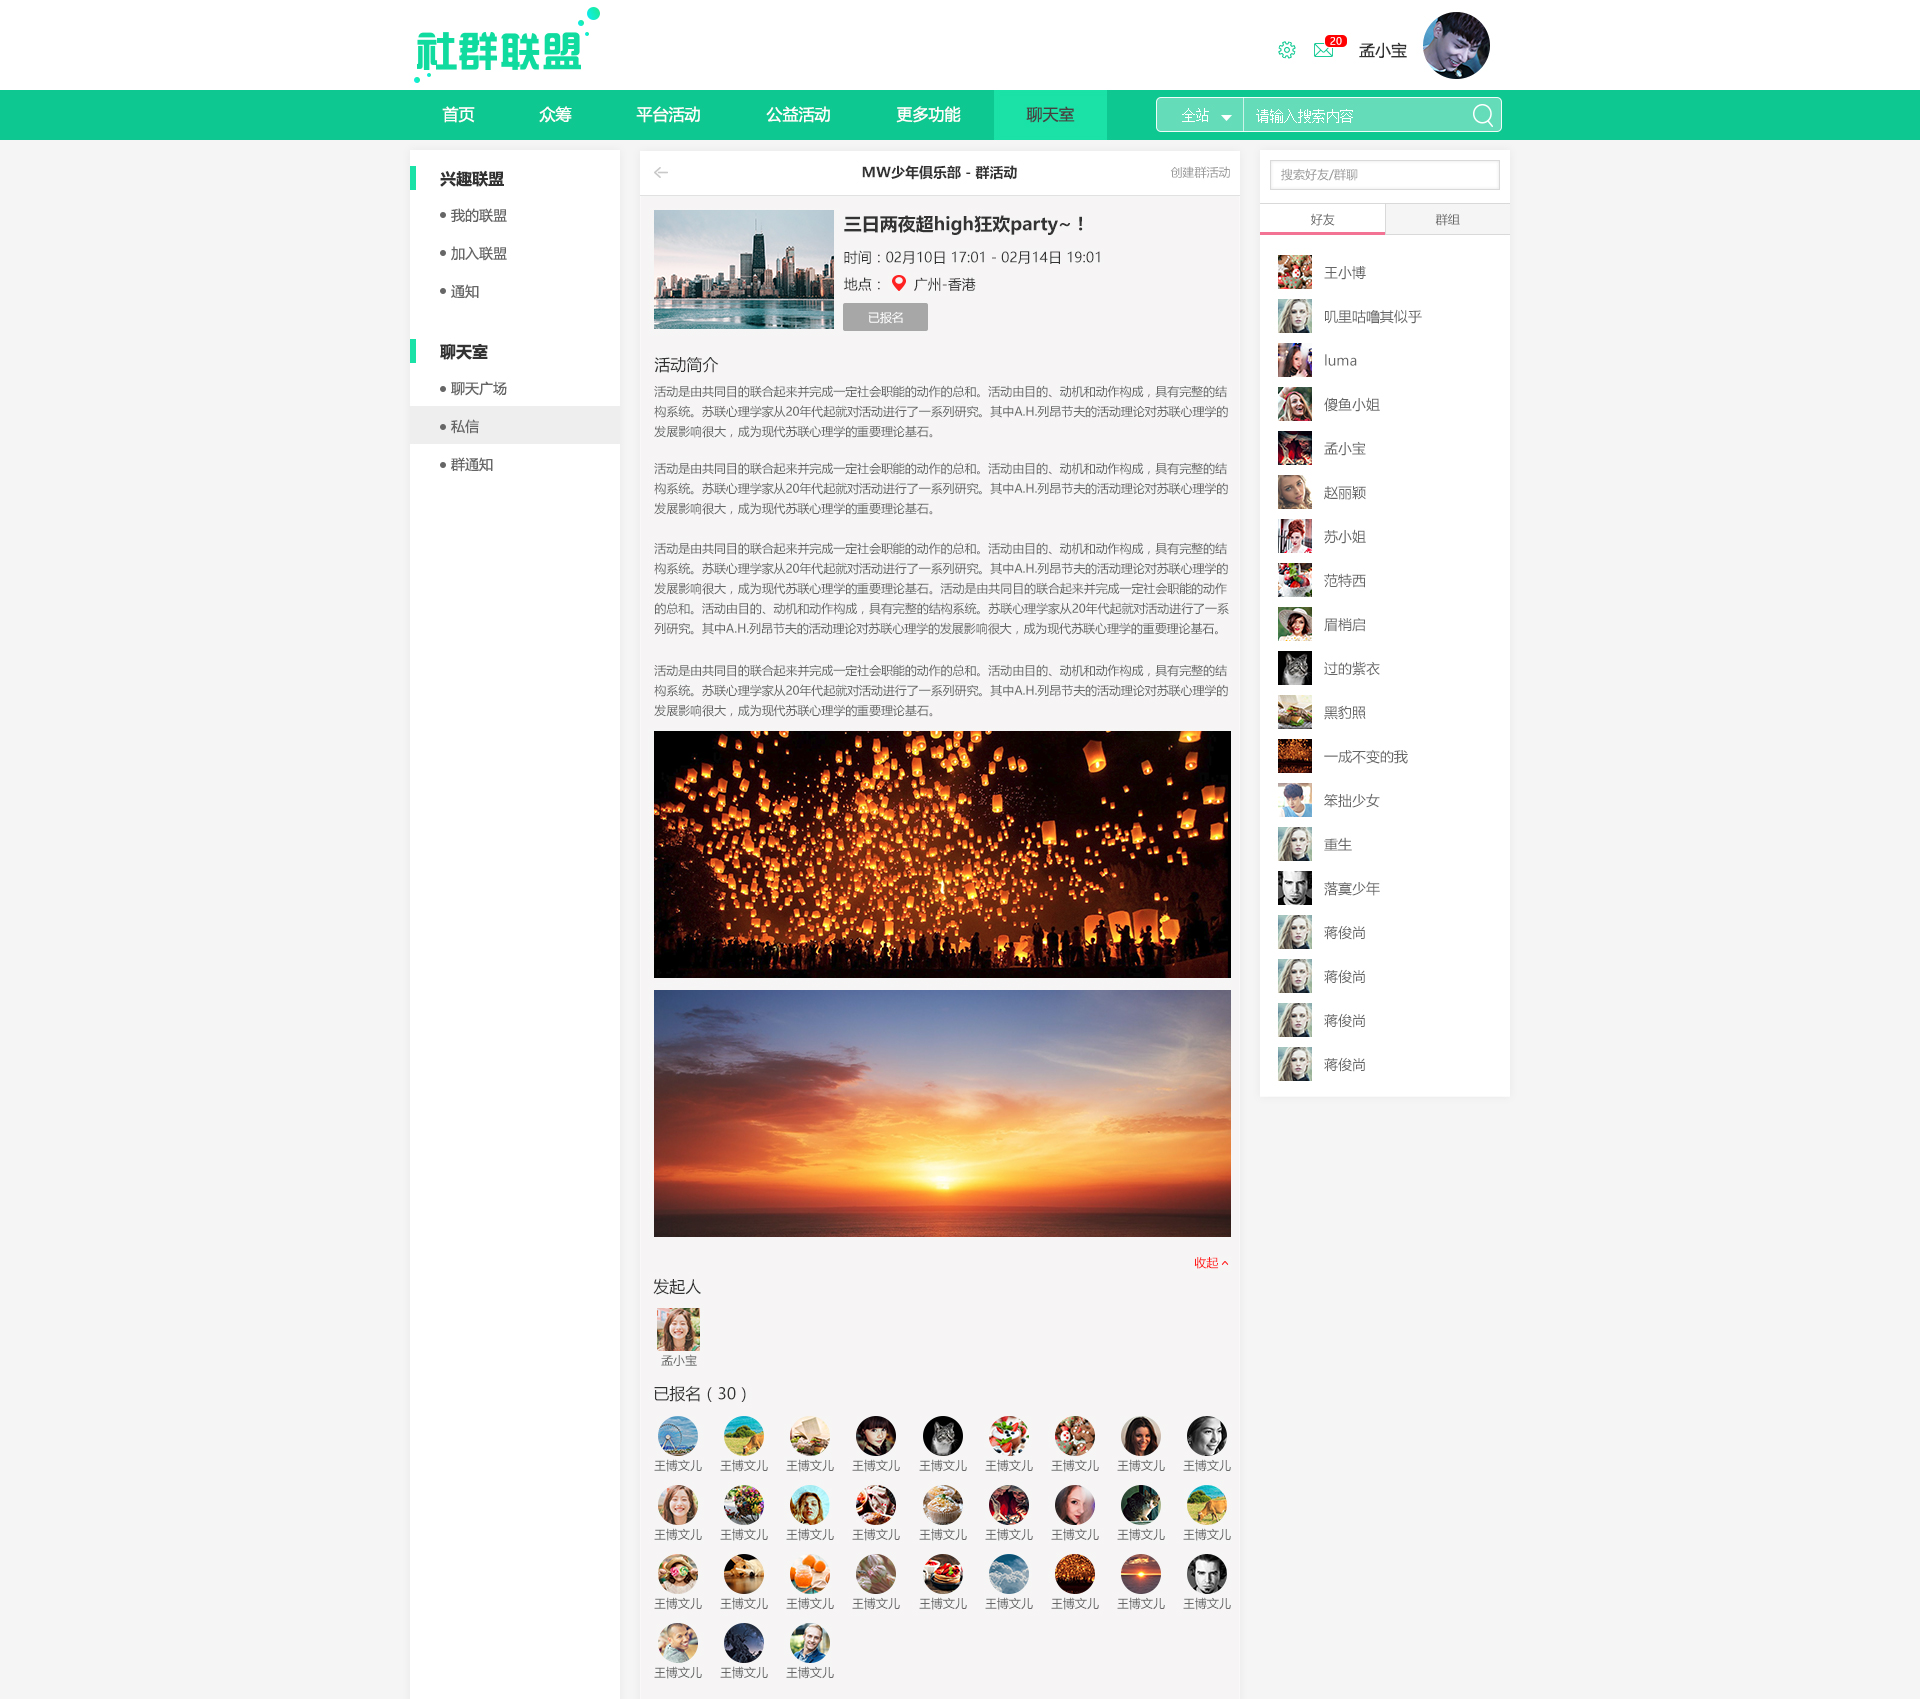 社群联盟
20
孟小宝
首页
众筹
平台活动
公益活动
更多功能
聊天室
全站
请输入搜索内容
兴趣联盟
我的联盟
加入联盟
通知
聊天室
聊天广场
私信
群通知
MW少年俱乐部 - 群活动
创建群活动
三日两夜超high狂欢party~！
时间：02月10日 17:01 - 02月14日 19:01
地点： 广州-香港
已报名
活动简介
活动是由共同目的联合起来并完成一定社会职能的动作的总和。活动由目的、动机和动作构成，具有完整的结
构系统。苏联心理学家从20年代起就对活动进行了一系列研究。其中A.H.列昂节夫的活动理论对苏联心理学的
发展影响很大，成为现代苏联心理学的重要理论基石。
活动是由共同目的联合起来并完成一定社会职能的动作的总和。活动由目的、动机和动作构成，具有完整的结
构系统。苏联心理学家从20年代起就对活动进行了一系列研究。其中A.H.列昂节夫的活动理论对苏联心理学的
发展影响很大，成为现代苏联心理学的重要理论基石。
活动是由共同目的联合起来并完成一定社会职能的动作的总和。活动由目的、动机和动作构成，具有完整的结
构系统。苏联心理学家从20年代起就对活动进行了一系列研究。其中A.H.列昂节夫的活动理论对苏联心理学的
发展影响很大，成为现代苏联心理学的重要理论基石。活动是由共同目的联合起来并完成一定社会职能的动作
的总和。活动由目的、动机和动作构成，具有完整的结构系统。苏联心理学家从20年代起就对活动进行了一系
列研究。其中A.H.列昂节夫的活动理论对苏联心理学的发展影响很大，成为现代苏联心理学的重要理论基石。
活动是由共同目的联合起来并完成一定社会职能的动作的总和。活动由目的、动机和动作构成，具有完整的结
构系统。苏联心理学家从20年代起就对活动进行了一系列研究。其中A.H.列昂节夫的活动理论对苏联心理学的
发展影响很大，成为现代苏联心理学的重要理论基石。
收起
发起人
孟小宝
已报名（30）
王博文儿 王博文儿 王博文儿 王博文儿 王博文儿 王博文儿 王博文儿 王博文儿 王博文儿
王博文儿 王博文儿 王博文儿 王博文儿 王博文儿 王博文儿 王博文儿 王博文儿 王博文儿
王博文儿 王博文儿 王博文儿 王博文儿 王博文儿 王博文儿 王博文儿 王博文儿 王博文儿
王博文儿 王博文儿 王博文儿
搜索好友/群聊
好友
群组
王小博
叽里咕噜其似乎
luma
傻鱼小姐
孟小宝
赵丽颖
苏小姐
范特西
眉梢启
过的紫衣
黑豹照
一成不变的我
笨拙少女
重生
落寞少年
蒋俊尚
蒋俊尚
蒋俊尚
蒋俊尚